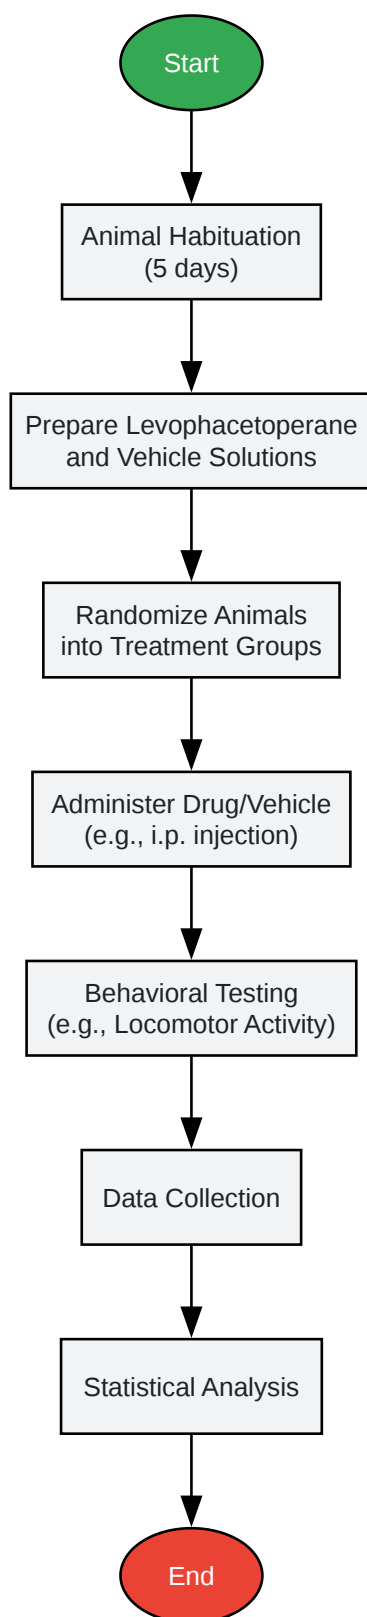 Start
Animal Habituation
(5 days)
Prepare Levophacetoperane
and Vehicle Solutions
Randomize Animals
into Treatment Groups
Administer Drug/Vehicle
(e.g., i.p. injection)
Behavioral Testing
(e.g., Locomotor Activity)
Data Collection
Statistical Analysis
End